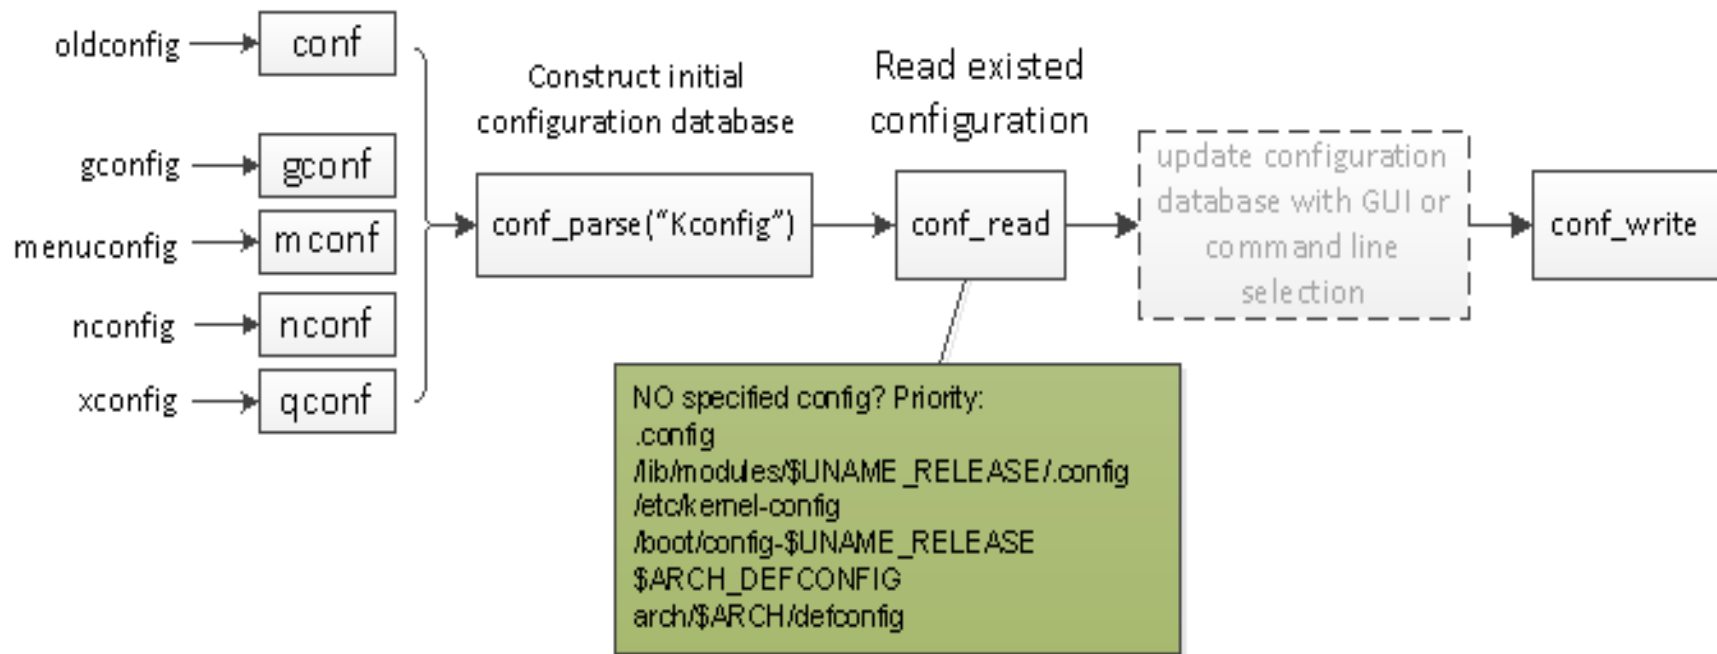 oldconfig
conf
gconfig
gconf
menuconfig
mconf
nconfig
nconf
xconfig
qconf
Construct initial
configuration database
conf_parse(“Kconfig”)
Read existed
configuration
conf_read
update configuration
database with GUI or
command line
selection
conf_write
NO specified config? Priority:
.config
/lib/modules/$UNAME_RELEASE/.config
/etc/kernel-config
/boot/config-$UNAME_RELEASE
$ARCH_DEFCONFIG
arch/$ARCH/defconfig